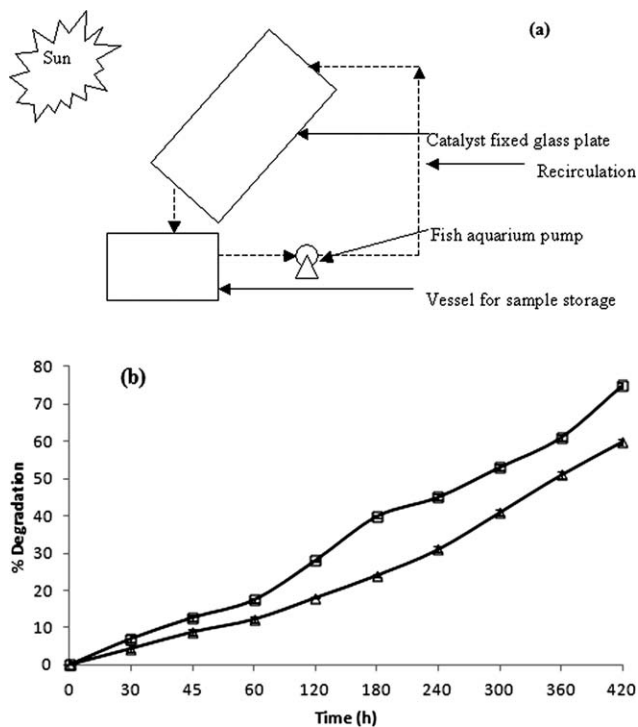 (a)
Sun
Catalyst fixed glass plate
Recirculation
Fish aquarium pump
Vessel for sample storage
(b)
80
70
60
50
40
30
20
10
0
% Degradation
0 30 45 60 120 180 240 300 360 420
Time (h)